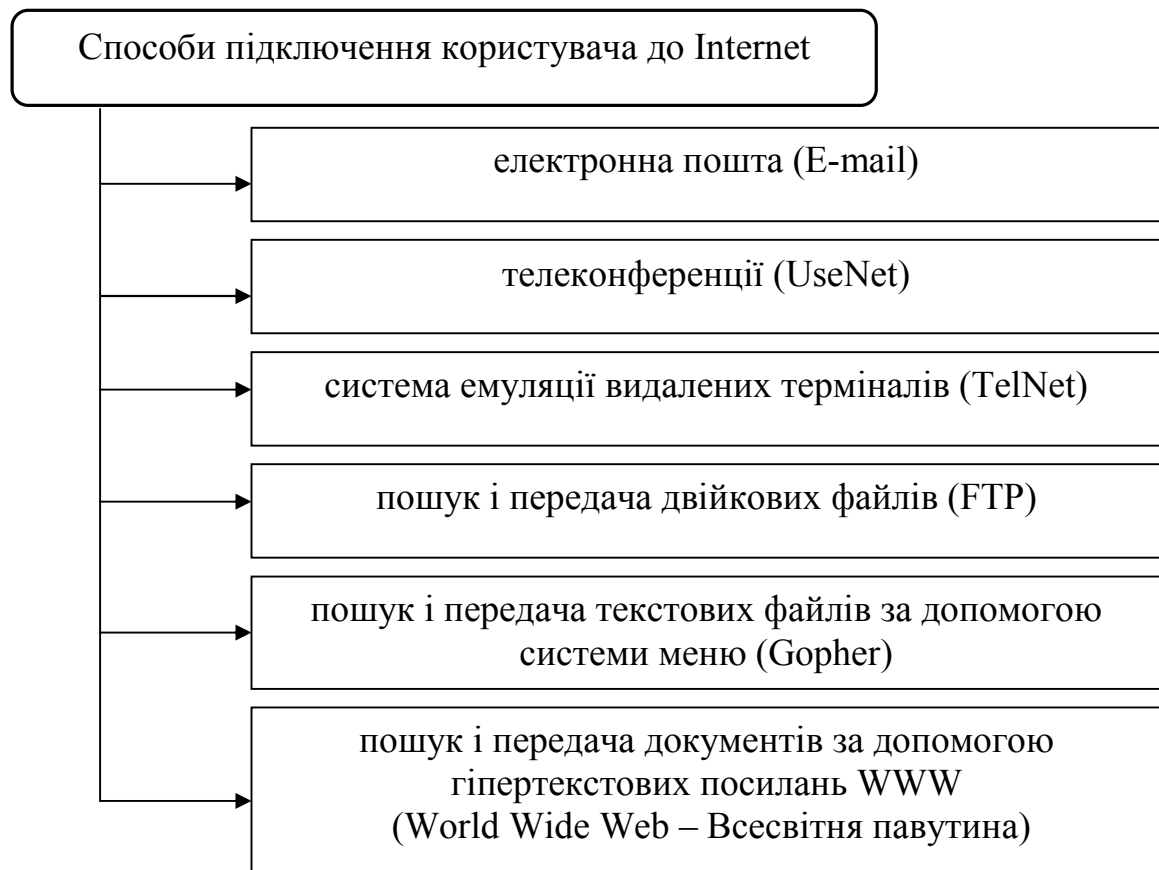 Способи підключення користувача до Internet
електронна пошта (E-mail)
телеконференції (UseNet)
система емуляції видалених терміналів (TelNet)
пошук і передача двійкових файлів (FTP)
пошук і передача текстових файлів за допомогою
системи меню (Gopher)
пошук і передача документів за допомогою
гіпертекстових посилань WWW
(World Wide Web – Всесвітня павутина)